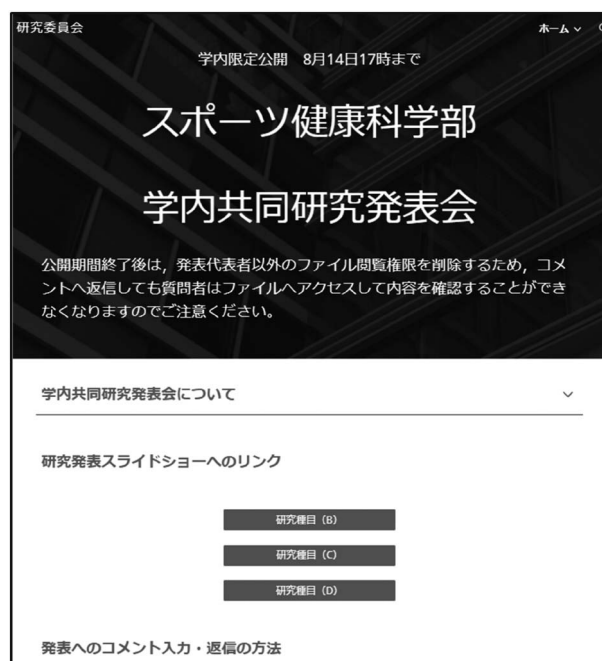 研究委員会
ホーム
学内限定公開　8月14日17時まで
スポーツ健康科学部
学内共同研究発表会
公開期間終了後は，発表代表者以外のファイル閲覧権限を削除するため，コメ
ントへ返信しても質問者はファイルへアクセスして内容を確認することができ
なくなりますのでご注意ください。
学内共同研究発表会について
研究発表スライドショーへのリンク
研究種目（B）
研究種目（C）
研究種目（D）
発表へのコメント入力・返信の方法